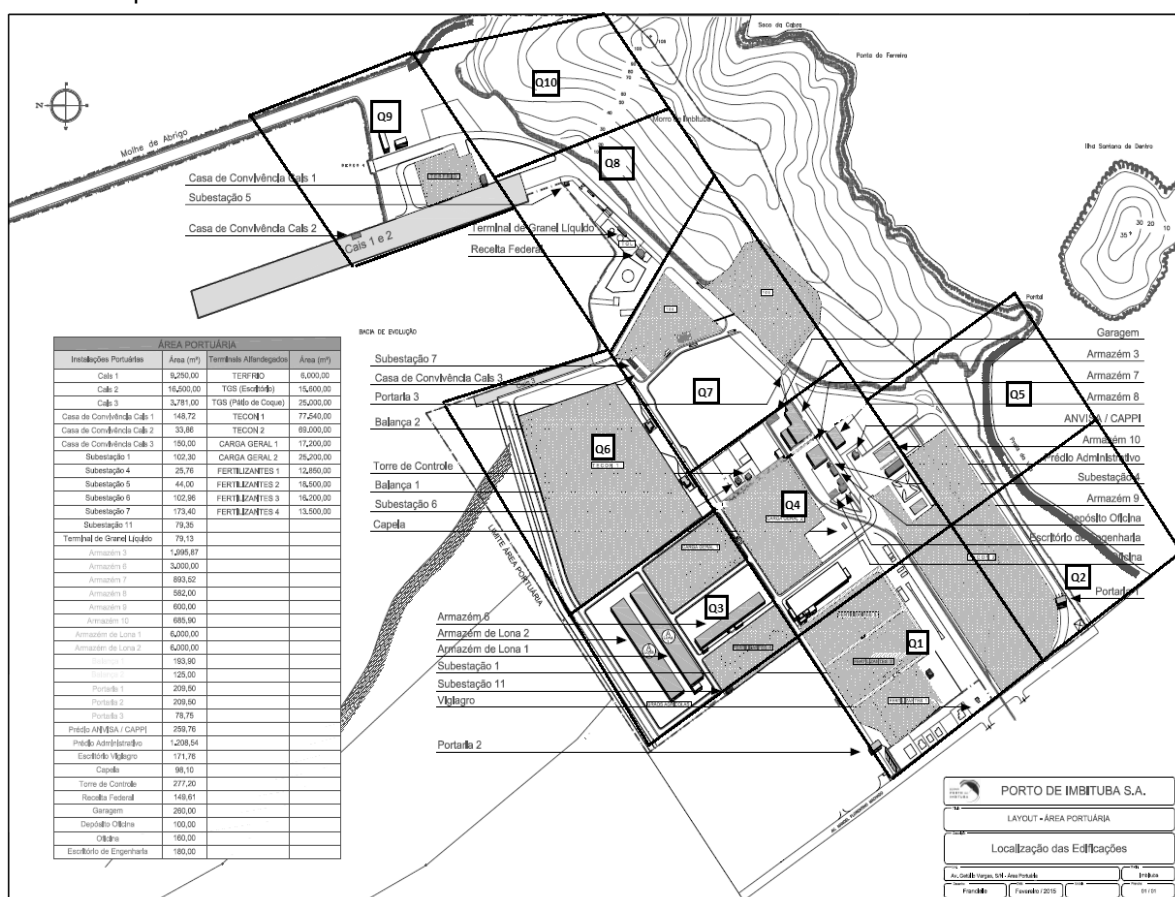 Saco da Cabra
Ponta do Ferreira
Q10
N
Q9
Morro de Imbituba
Molhe de Abrigo
Q8
Ilha Santana de Dentro
Casa de Convivência Cais 1
Subestação 5
Casa de Convivência Cais 2
Cais 1 e 2
Terminal de Granel Líquido
Receita Federal
Pontal
BACIA DE EVOLUÇÃO
Garagem
Subestação 7
Armazém 3
Casa de Convivência Cais 3
Armazém 7
Portaria 3
Q7
Q5
Armazém 8
Balança 2
ANVISA / CAPPI
Q6
Armazém 10
Torre de Controle
TECON 1
Prédio Administrativo
Balança 1
Subestação 4
Subestação 6
Q4
Armazém 9
Capela
CARGA GERAL 2
Depósito Oficina
LIMITE ÁREA PORTUÁRIA
CARGA GERAL 1
Escritório de Engenharia
Oficina
Q2
Portaria 1
Q3
Armazém 6
Armazém de Lona 2
Armazém de Lona 1
Q1
Subestação 1
Subestação 11
Vigiagro
Portaria 2
ÁREA PORTUÁRIA
Instalações Portuárias Área (m²) Terminais Alfandegados Área (m²)
Cais 1 9.250,00 TERFRIO 6.000,00
Cais 2 16.500,00 TGS (Escritório) 15.600,00
Cais 3 3.781,00 TGS (Pátio de Coque) 25.000,00
Casa de Convivência Cais 1 148,72 TECON 1 77.540,00
Casa de Convivência Cais 2 33,86 TECON 2 69.000,00
Casa de Convivência Cais 3 150,00 CARGA GERAL 1 17.200,00
Subestação 1 102,30 CARGA GERAL 2 25.200,00
Subestação 4 25,76 FERTILIZANTES 1 12.850,00
Subestação 5 44,00 FERTILIZANTES 2 18.500,00
Subestação 6 102,96 FERTILIZANTES 3 16.200,00
Subestação 7 173,40 FERTILIZANTES 4 13.500,00
Subestação 11 79,35
Terminal de Granel Líquido 79,13
Armazém 3 1.995,87
Armazém 6 3.000,00
Armazém 7 893,52
Armazém 8 582,00
Armazém 9 600,00
Armazém 10 685,90
Armazém de Lona 1 6.000,00
Armazém de Lona 2 6.000,00
Balança 1 193,90
Balança 2 125,00
Portaria 1 209,50
Portaria 2 209,50
Portaria 3 78,75
Prédio ANVISA / CAPPI 259,76
Prédio Administrativo 1.208,54
Escritório Vigiagro 171,76
Capela 98,10
Torre de Controle 277,20
Receita Federal 149,61
Garagem 260,00
Depósito Oficina 100,00
Oficina 160,00
Escritório de Engenharia 180,00
PORTO DE IMBITUBA S.A.
LAYOUT - ÁREA PORTUÁRIA
Localização das Edificações
Av. Getúlio Vargas, S/N - Área Portuária
Imbituba
Fevereiro / 2015
01 / 01